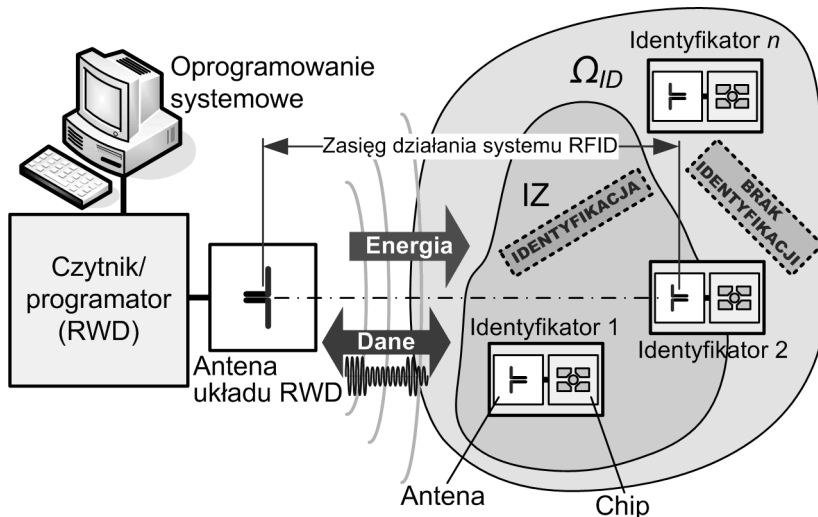 Oprogramowanie
systemowe
Identyfikator n
Ω_ID
Zasięg działania systemu RFID
IZ
IDENTYFIKACJA
BRAK
IDENTYFIKACJI
Energia
Czytnik/
programator
(RWD)
Dane
Identyfikator 1
Identyfikator 2
Antena
układu RWD
Antena
Chip